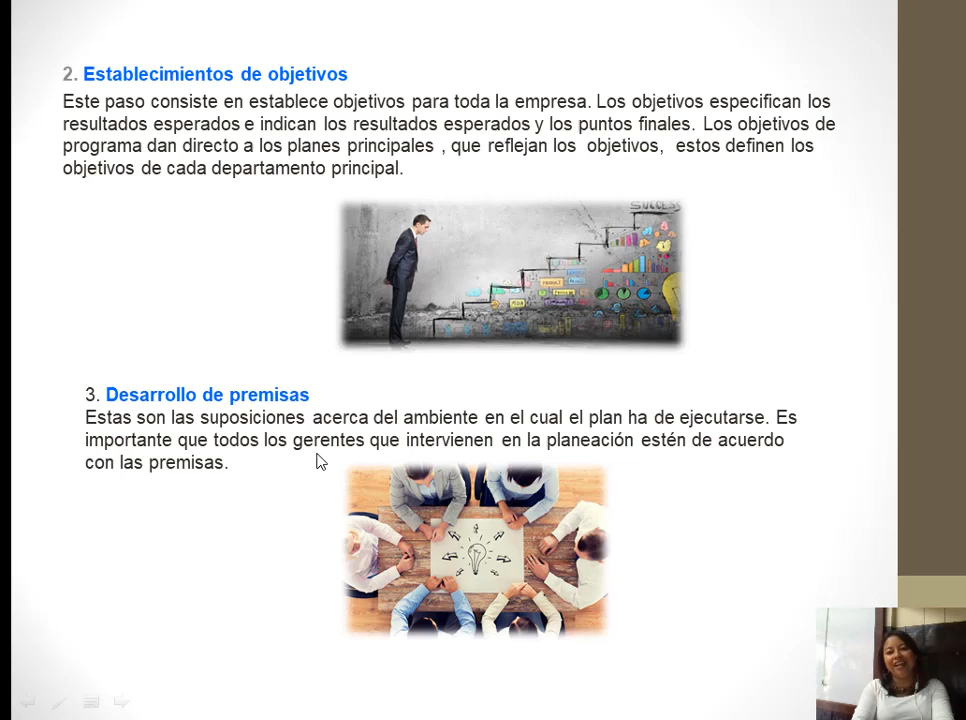 2. Establecimientos de objetivos
Este paso consiste en establece objetivos para toda la empresa. Los objetivos especifican los
resultados esperados e indican los resultados esperados y los puntos finales. Los objetivos de
programa dan directo a los planes principales , que reflejan los objetivos, estos definen los
objetivos de cada departamento principal.
SUCCESS
3. Desarrollo de premisas
Estas son las suposiciones acerca del ambiente en el cual el plan ha de ejecutarse. Es
importante que todos los gerentes que intervienen en la planeación estén de acuerdo
con las premisas.